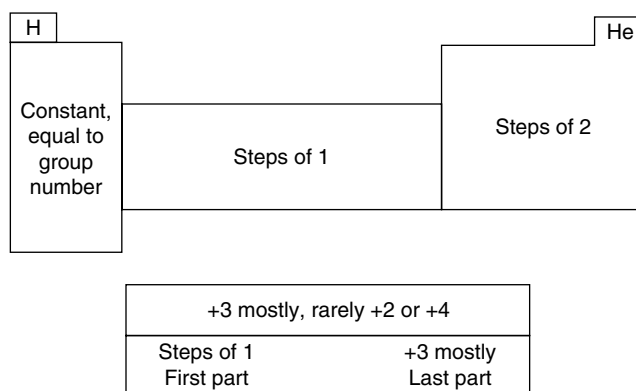 H
He
Constant,
equal to
group
number
Steps of 1
Steps of 2
+3 mostly, rarely +2 or +4
Steps of 1
First part
+3 mostly
Last part